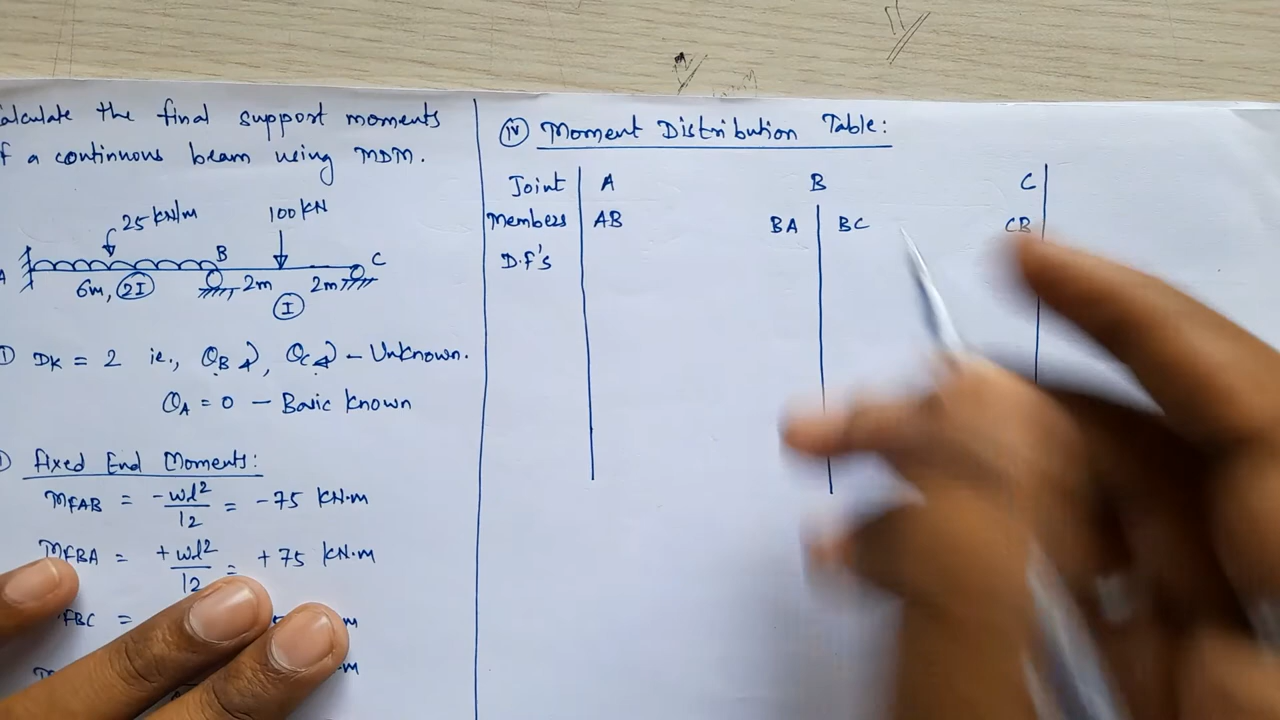 alculate the final support moments
f a continuous beam using MDM.
25 kN/m
100 kN
A
B
C
6m, 2I
2m
2m
I
DK = 2 ie., θB, θC – Unknown.
θA = 0 – Basic Known
Fixed End Moments:
MFAB = -wl²/12 = -75 kN.m
MFBA = +wl²/12 = +75 kN.m
FBC =
m
m
IV Moment Distribution Table:
Joint A B C
Members AB BA BC CB
D.f's